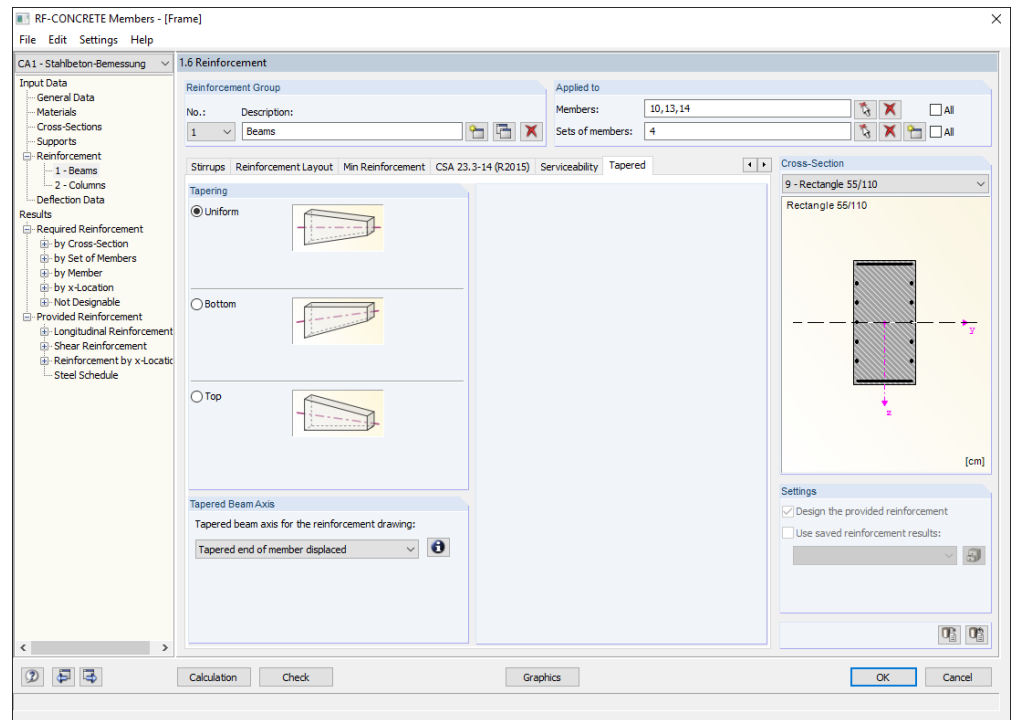 RF-CONCRETE Members - [Frame]
File Edit Settings Help
CA1 - Stahlbeton-Bemessung
1.6 Reinforcement
Input Data
General Data
Materials
Cross-Sections
Supports
Reinforcement
1 - Beams
2 - Columns
Deflection Data
Results
Required Reinforcement
by Cross-Section
by Set of Members
by Member
by x-Location
Not Designable
Provided Reinforcement
Longitudinal Reinforcement
Shear Reinforcement
Reinforcement by x-Locatic
Steel Schedule
Reinforcement Group
No.: Description:
1 Beams
Applied to
Members: 10,13,14 All
Sets of members: 4 All
Stirrups Reinforcement Layout Min Reinforcement CSA 23.3-14 (R2015) Serviceability Tapered
Tapering
Uniform
Bottom
Top
Tapered Beam Axis
Tapered beam axis for the reinforcement drawing:
Tapered end of member displaced
Cross-Section
9 - Rectangle 55/110
Rectangle 55/110
y
z
[cm]
Settings
Design the provided reinforcement
Use saved reinforcement results:
Calculation Check Graphics OK Cancel